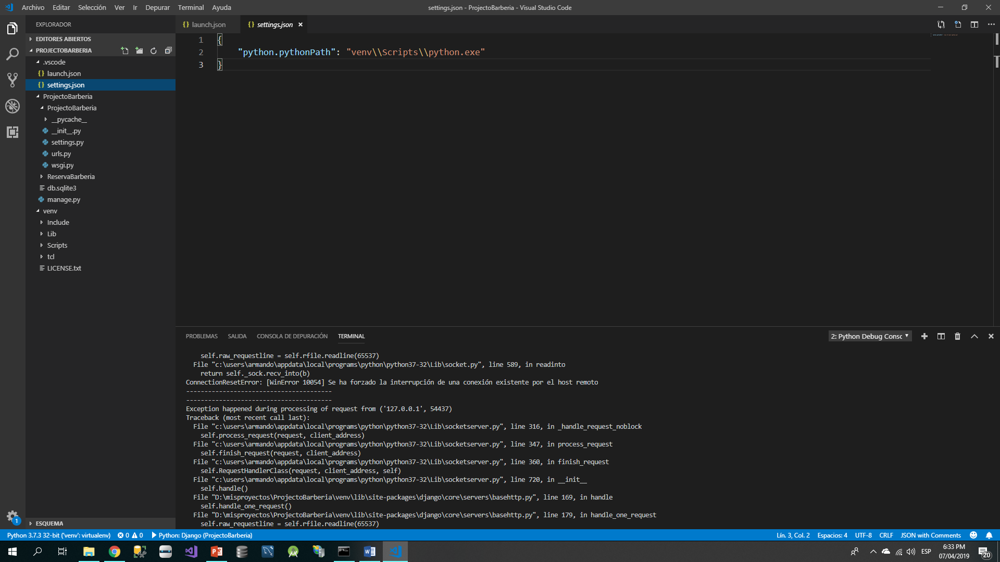 Archivo Editar Selección Ver Ir Depurar Terminal Ayuda
settings.json - ProjectoBarberia - Visual Studio Code
EXPLORADOR
EDITORES ABIERTOS
PROJECTOBARBERIA
.vscode
{} launch.json
{} settings.json
ProjectoBarberia
ProjectoBarberia
__pycache__
__init__.py
settings.py
urls.py
wsgi.py
ReservaBarberia
db.sqlite3
manage.py
venv
Include
Lib
Scripts
tcl
LICENSE.txt
ESQUEMA
{} launch.json
{} settings.json
1 {
2 "python.pythonPath": "venv\\Scripts\\python.exe"
3 }
PROBLEMAS SALIDA CONSOLA DE DEPURACIÓN TERMINAL
2: Python Debug Consc
self.raw_requestline = self.rfile.readline(65537)
File "c:\users\armando\appdata\local\programs\python\python37-32\Lib\socket.py", line 589, in readinto
return self._sock.recv_into(b)
ConnectionResetError: [WinError 10054] Se ha forzado la interrupción de una conexión existente por el host remoto
----------------------------------------
----------------------------------------
Exception happened during processing of request from ('127.0.0.1', 54437)
Traceback (most recent call last):
File "c:\users\armando\appdata\local\programs\python\python37-32\Lib\socketserver.py", line 316, in _handle_request_noblock
self.process_request(request, client_address)
File "c:\users\armando\appdata\local\programs\python\python37-32\Lib\socketserver.py", line 347, in process_request
self.finish_request(request, client_address)
File "c:\users\armando\appdata\local\programs\python\python37-32\Lib\socketserver.py", line 360, in finish_request
self.RequestHandlerClass(request, client_address, self)
File "c:\users\armando\appdata\local\programs\python\python37-32\Lib\socketserver.py", line 720, in __init__
self.handle()
File "D:\misproyectos\ProjectoBarberia\venv\lib\site-packages\django\core\servers\basehttp.py", line 169, in handle
self.handle_one_request()
File "D:\misproyectos\ProjectoBarberia\venv\lib\site-packages\django\core\servers\basehttp.py", line 179, in handle_one_request
self.raw_requestline = self.rfile.readline(65537)
1
Python 3.7.3 32-bit ('venv': virtualenv) 0 0 Python: Django (ProjectoBarberia)
Lín. 3, Col. 2 Espacios: 4 UTF-8 CRLF JSON with Comments
ESP
6:33 PM
07/04/2019
20